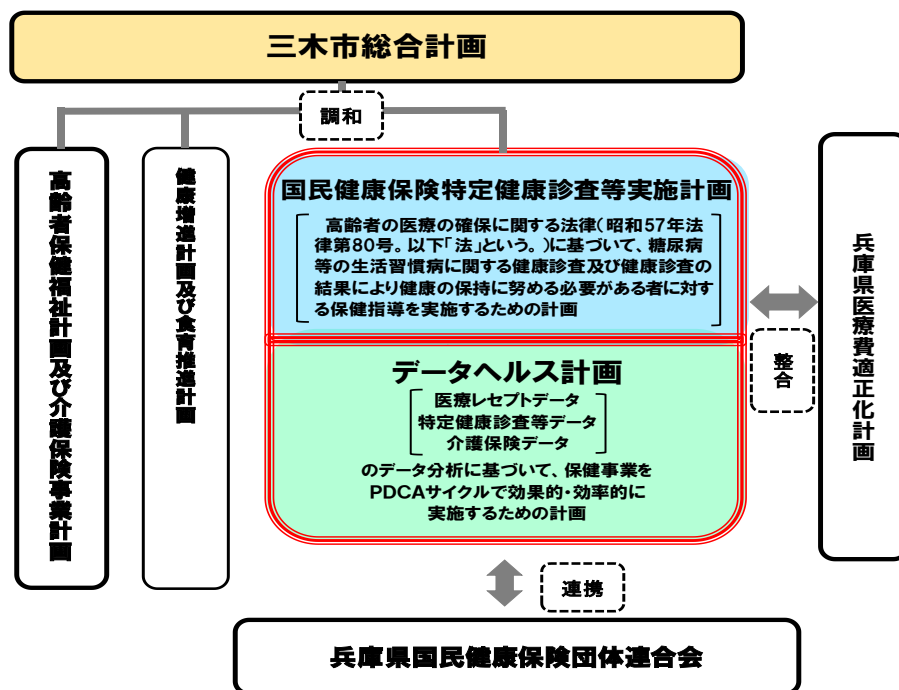 三木市総合計画
調和
高齢者保健福祉計画及び介護保険事業計画
健康増進計画及び食育推進計画
国民健康保険特定健康診査等実施計画
高齢者の医療の確保に関する法律(昭和57年法
律第80号。以下「法」という。)に基づいて、糖尿病
等の生活習慣病に関する健康診査及び健康診査の
結果により健康の保持に努める必要がある者に対す
る保健指導を実施するための計画
データヘルス計画
医療レセプトデータ
特定健康診査等データ
介護保険データ
のデータ分析に基づいて、保健事業を
PDCAサイクルで効果的・効率的に
実施するための計画
整合
兵庫県医療費適正化計画
連携
兵庫県国民健康保険団体連合会